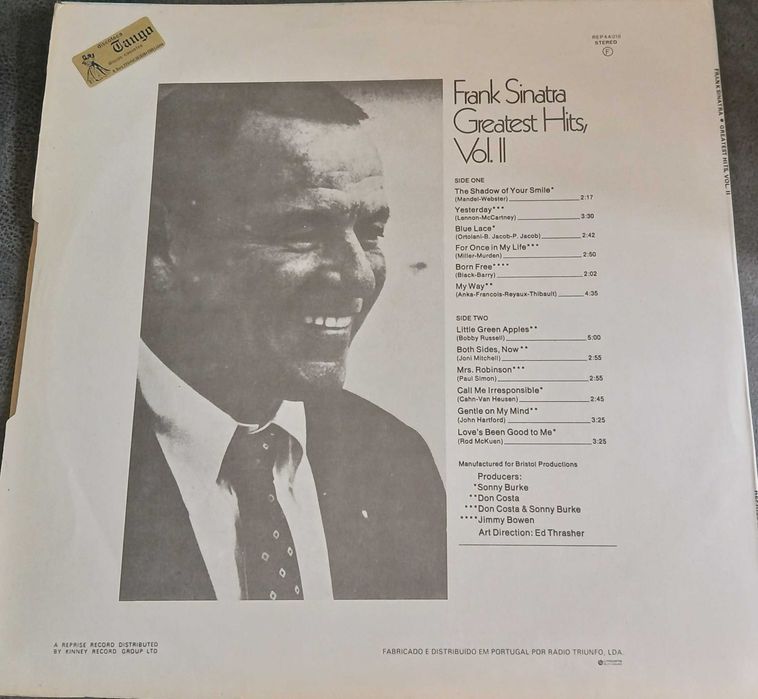 discoteca
Tango
discos cassetes
REP 44018
STEREO
F
Frank Sinatra
Greatest Hits,
Vol. II
SIDE ONE
The Shadow of Your Smile*
(Mandel-Webster) 2:17
Yesterday***
(Lennon-McCartney) 3:30
Blue Lace*
(Ortolani-B. Jacob-P. Jacob) 2:42
For Once in My Life***
(Miller-Murden) 2:50
Born Free****
(Black-Barry) 2:02
My Way**
(Anka-Francois-Revaux-Thibault) 4:35
SIDE TWO
Little Green Apples**
(Bobby Russell) 5:00
Both Sides, Now**
(Joni Mitchell) 2:55
Mrs. Robinson***
(Paul Simon) 2:55
Call Me Irresponsible*
(Cahn-Van Heusen) 2:45
Gentle on My Mind**
(John Hartford) 3:25
Love's Been Good to Me*
(Rod McKuen) 3:25
Manufactured for Bristol Productions
Producers:
*Sonny Burke
**Don Costa
***Don Costa & Sonny Burke
****Jimmy Bowen
Art Direction: Ed Thrasher
FRANK SINATRA ★ GREATEST HITS, VOL. II
A REPRISE RECORD DISTRIBUTED
BY KINNEY RECORD GROUP LTD
FABRICADO E DISTRIBUÍDO EM PORTUGAL POR RÁDIO TRIUNFO, LDA.